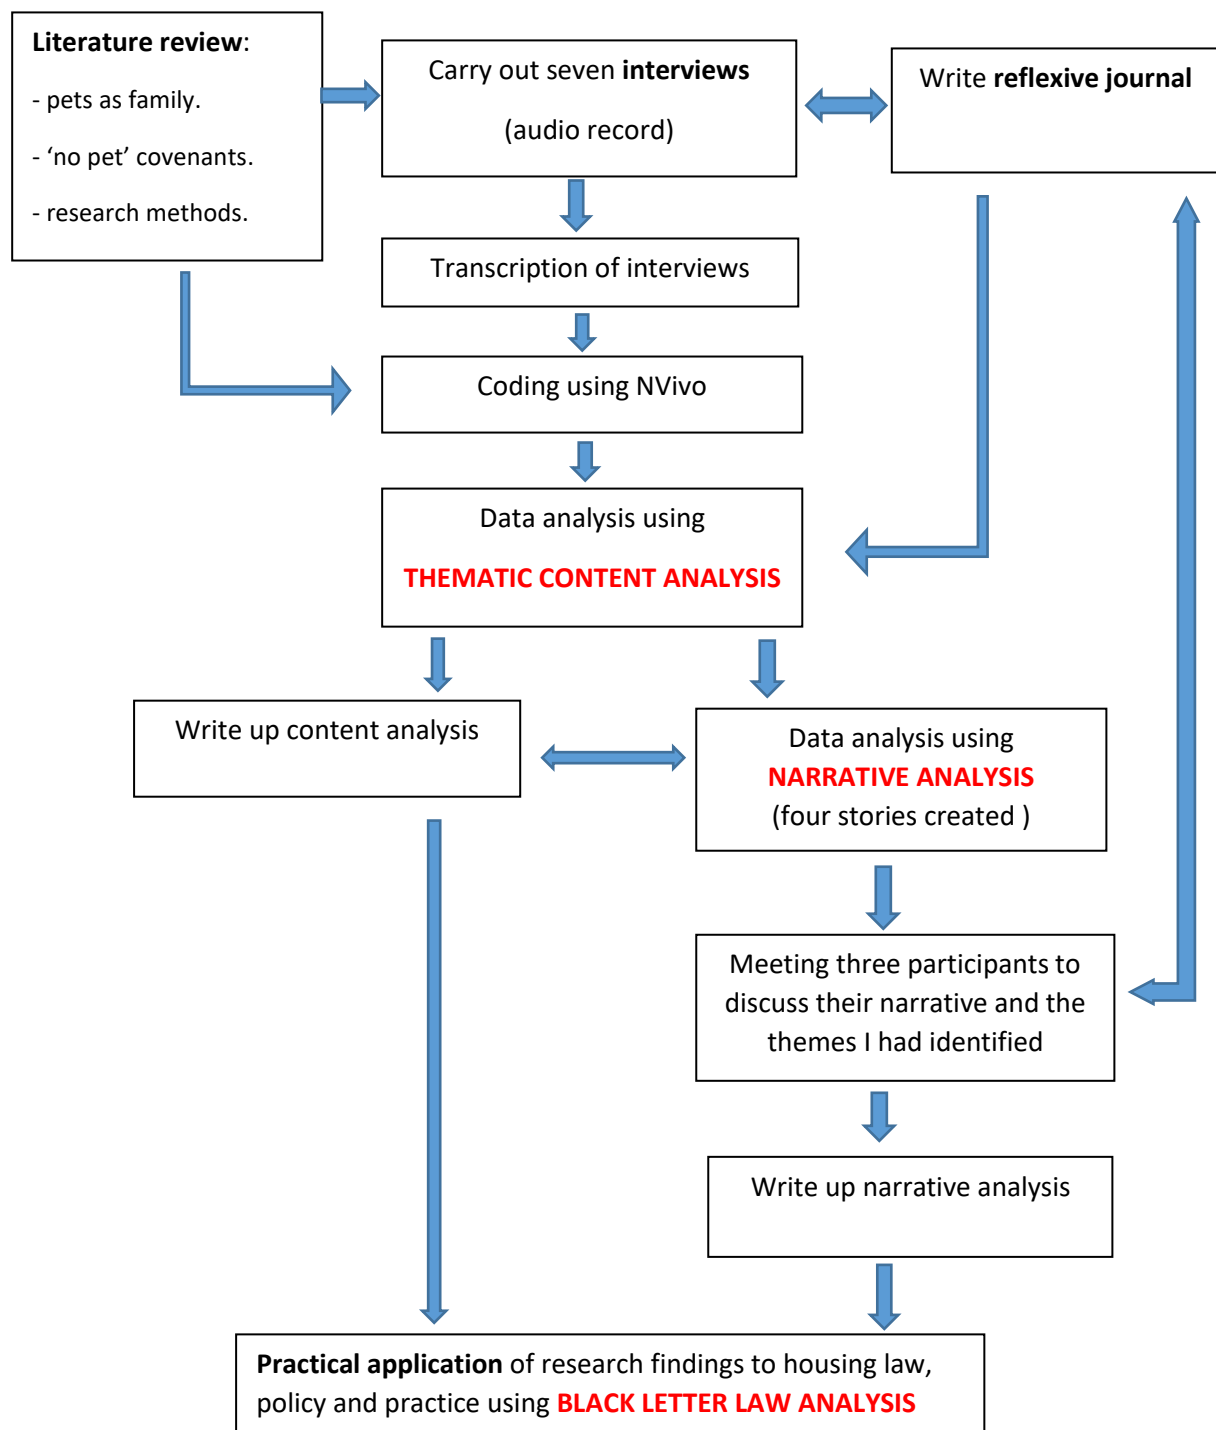 Literature review:
- pets as family.
- ‘no pet’ covenants.
- research methods.
Carry out seven interviews
(audio record)
Write reflexive journal
Transcription of interviews
Coding using NVivo
Data analysis using
THEMATIC CONTENT ANALYSIS
Write up content analysis
Data analysis using
NARRATIVE ANALYSIS
(four stories created )
Meeting three participants to
discuss their narrative and the
themes I had identified
Write up narrative analysis
Practical application of research findings to housing law,
policy and practice using BLACK LETTER LAW ANALYSIS